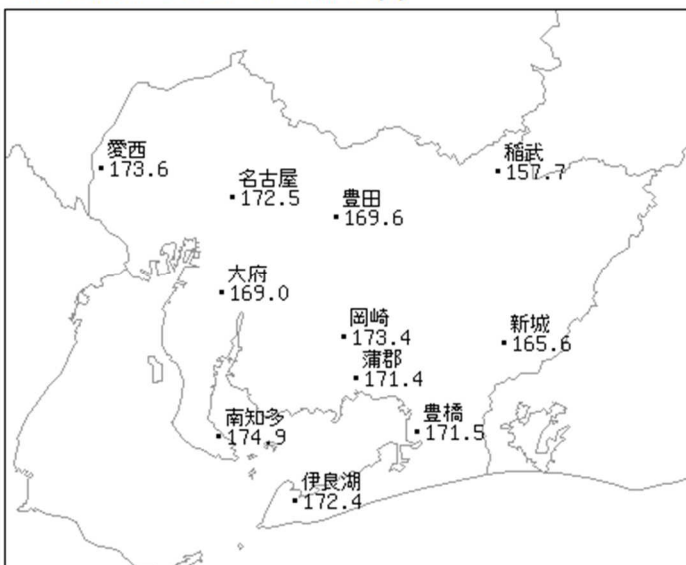 愛西
173.6
稲武
157.7
名古屋
172.5
豊田
169.6
大府
169.0
岡崎
173.4
新城
165.6
蒲郡
171.4
南知多
174.9
豊橋
171.5
伊良湖
172.4